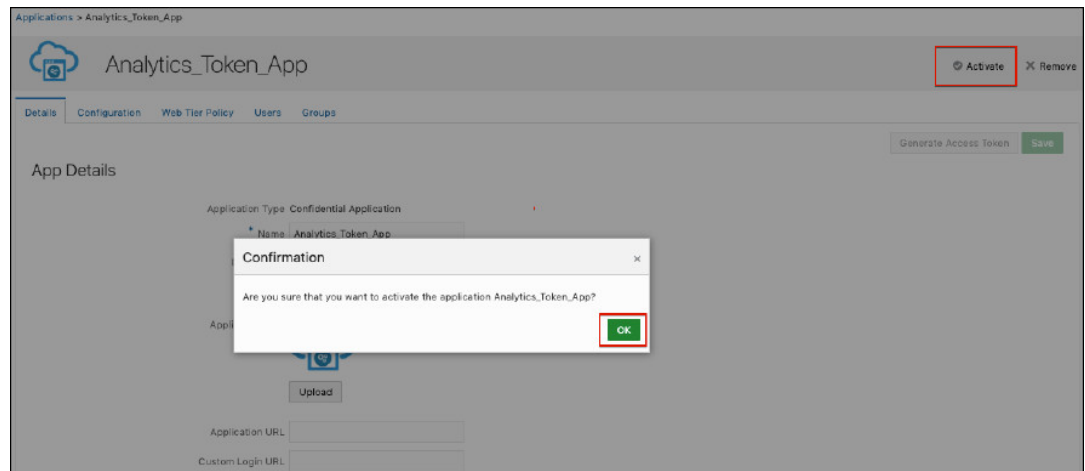 Applications > Analytics_Token_App
Analytics_Token_App
Activate
Remove
Details Configuration Web Tier Policy Users Groups
Generate Access Token Save
App Details
Application Type Confidential Application
* Name Analytics_Token_App
Confirmation
Are you sure that you want to activate the application Analytics_Token_App?
OK
Appli
Upload
Application URL
Custom Login URL